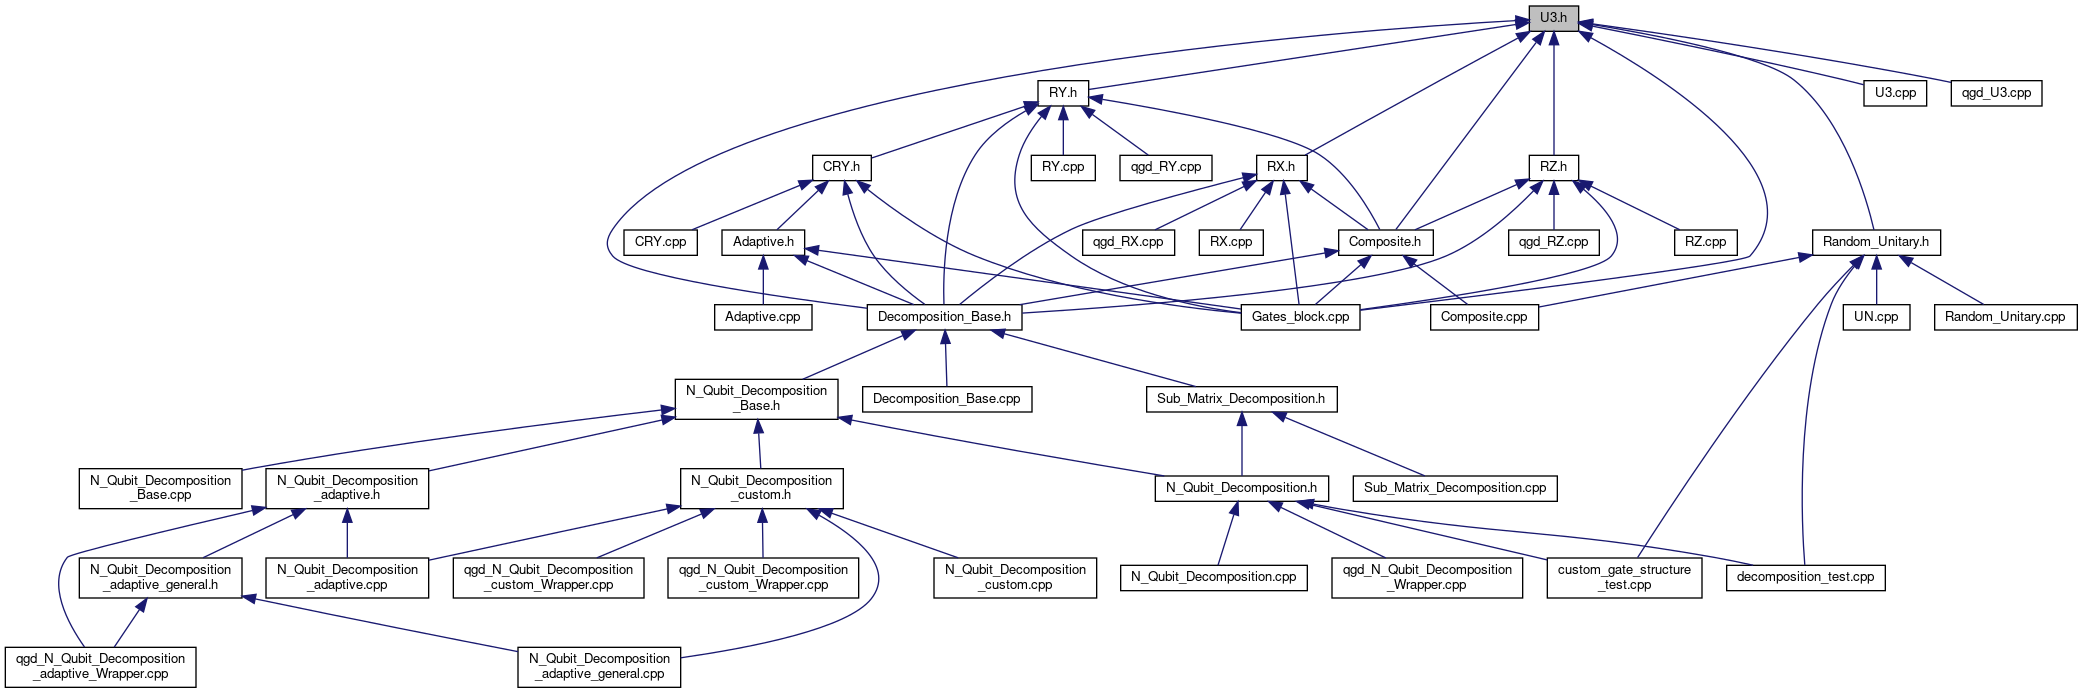 U3.h
RY.h
U3.cpp
qgd_U3.cpp
CRY.h
RY.cpp
qgd_RY.cpp
RX.h
RZ.h
CRY.cpp
Adaptive.h
qgd_RX.cpp
RX.cpp
Composite.h
qgd_RZ.cpp
RZ.cpp
Random_Unitary.h
Adaptive.cpp
Decomposition_Base.h
Gates_block.cpp
Composite.cpp
UN.cpp
Random_Unitary.cpp
N_Qubit_Decomposition
_Base.h
Decomposition_Base.cpp
Sub_Matrix_Decomposition.h
N_Qubit_Decomposition
_Base.cpp
N_Qubit_Decomposition
_adaptive.h
N_Qubit_Decomposition
_custom.h
N_Qubit_Decomposition.h
Sub_Matrix_Decomposition.cpp
N_Qubit_Decomposition
_adaptive_general.h
N_Qubit_Decomposition
_adaptive.cpp
qgd_N_Qubit_Decomposition
_custom_Wrapper.cpp
qgd_N_Qubit_Decomposition
_custom_Wrapper.cpp
N_Qubit_Decomposition
_custom.cpp
N_Qubit_Decomposition.cpp
qgd_N_Qubit_Decomposition
_Wrapper.cpp
custom_gate_structure
_test.cpp
decomposition_test.cpp
qgd_N_Qubit_Decomposition
_adaptive_Wrapper.cpp
N_Qubit_Decomposition
_adaptive_general.cpp